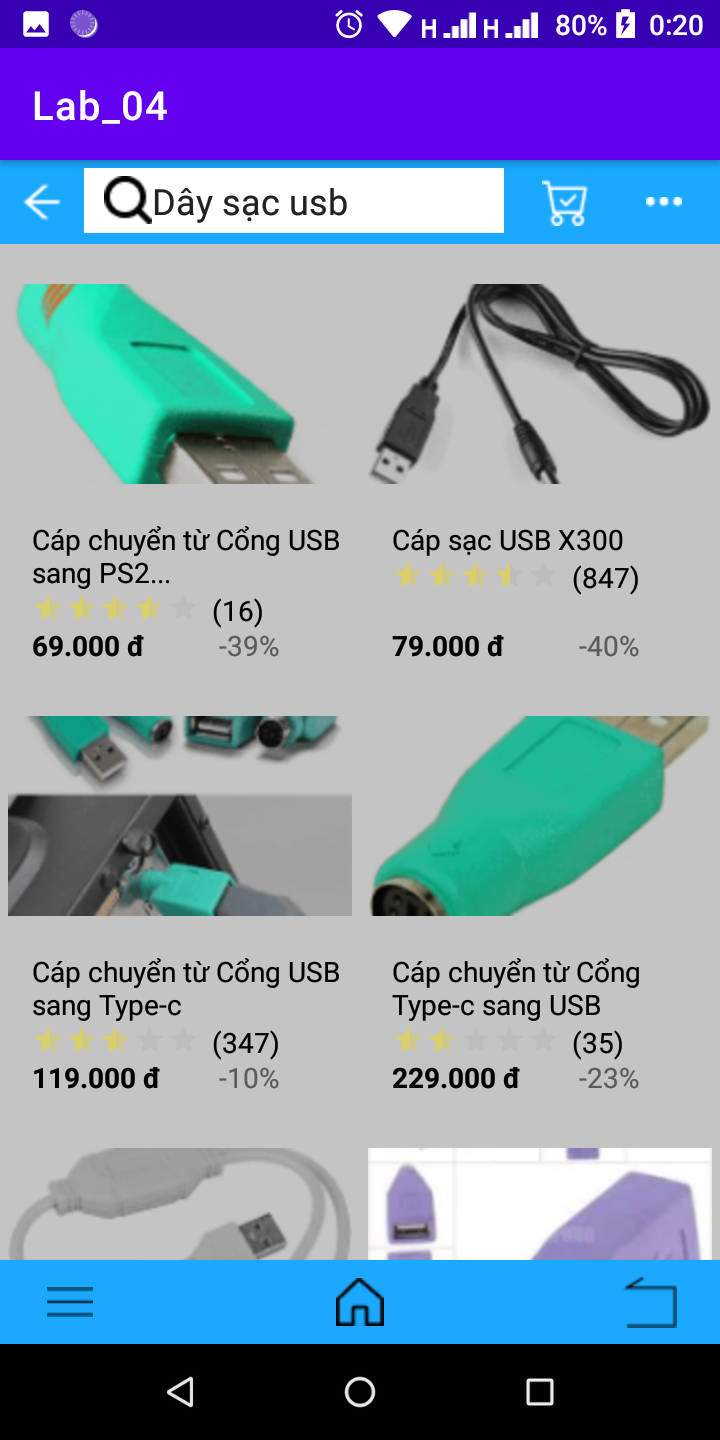 H H 80% 0:20
Lab_04
Dây sạc usb
Cáp chuyển từ Cổng USB
sang PS2...
(16)
69.000 đ -39%
Cáp sạc USB X300
(847)
79.000 đ -40%
Cáp chuyển từ Cổng USB
sang Type-c
(347)
119.000 đ -10%
Cáp chuyển từ Cổng
Type-c sang USB
(35)
229.000 đ -23%